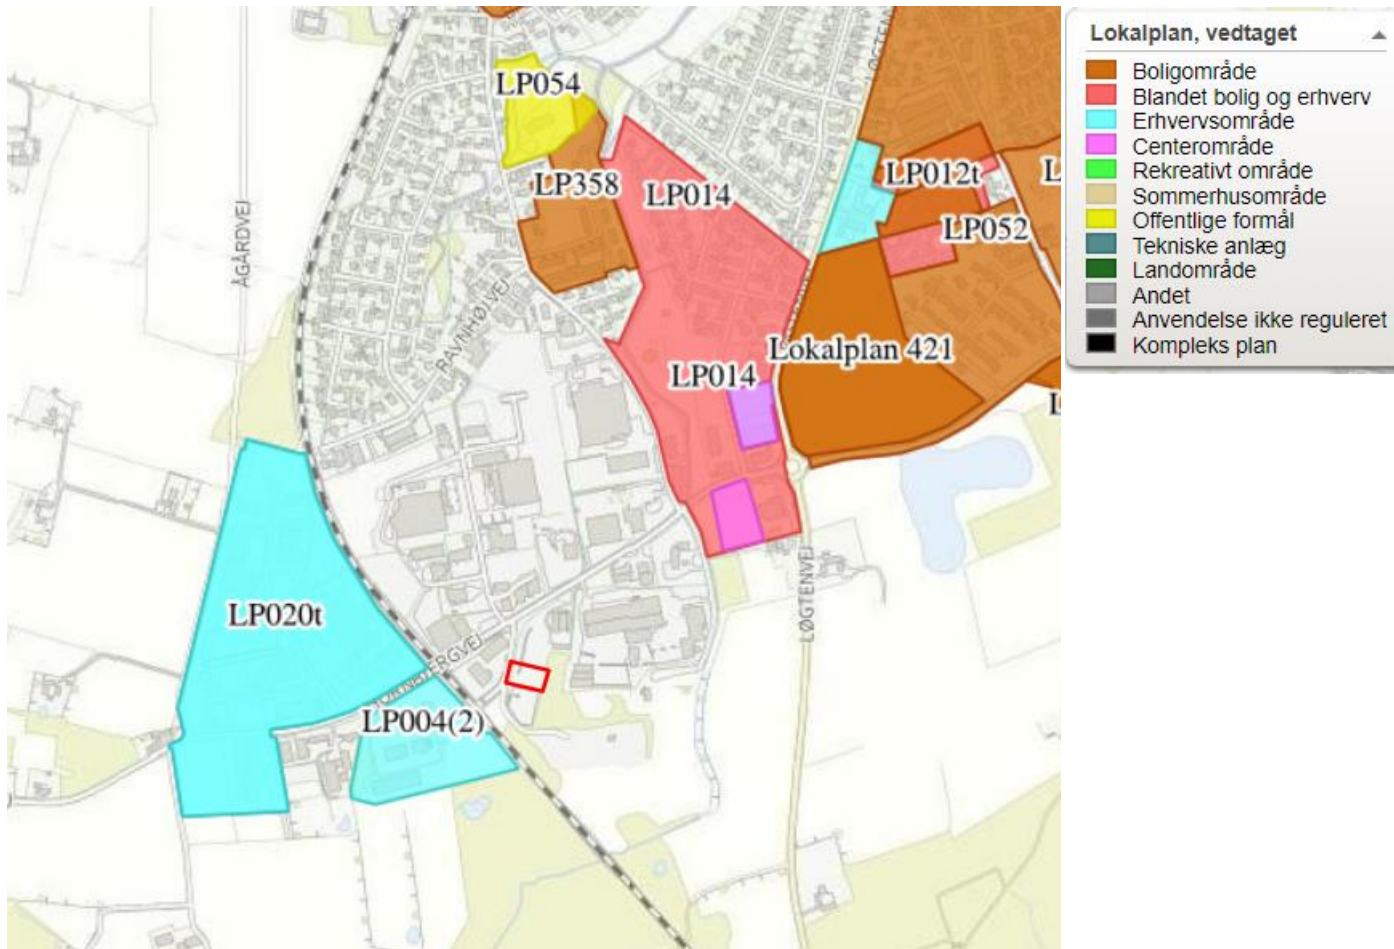 LP054
LØGTENVEJ
LP358
LP014
LP012t
L
LP052
ÅGÅRDVEJ
RAVNHØJVEJ
Lokalplan 421
LP014
L
LP020t
LØGTENVEJ
LP004(2)
Lokalplan, vedtaget
Boligområde
Blandet bolig og erhverv
Erhvervsområde
Centerområde
Rekreativt område
Sommerhusområde
Offentlige formål
Tekniske anlæg
Landområde
Andet
Anvendelse ikke reguleret
Kompleks plan